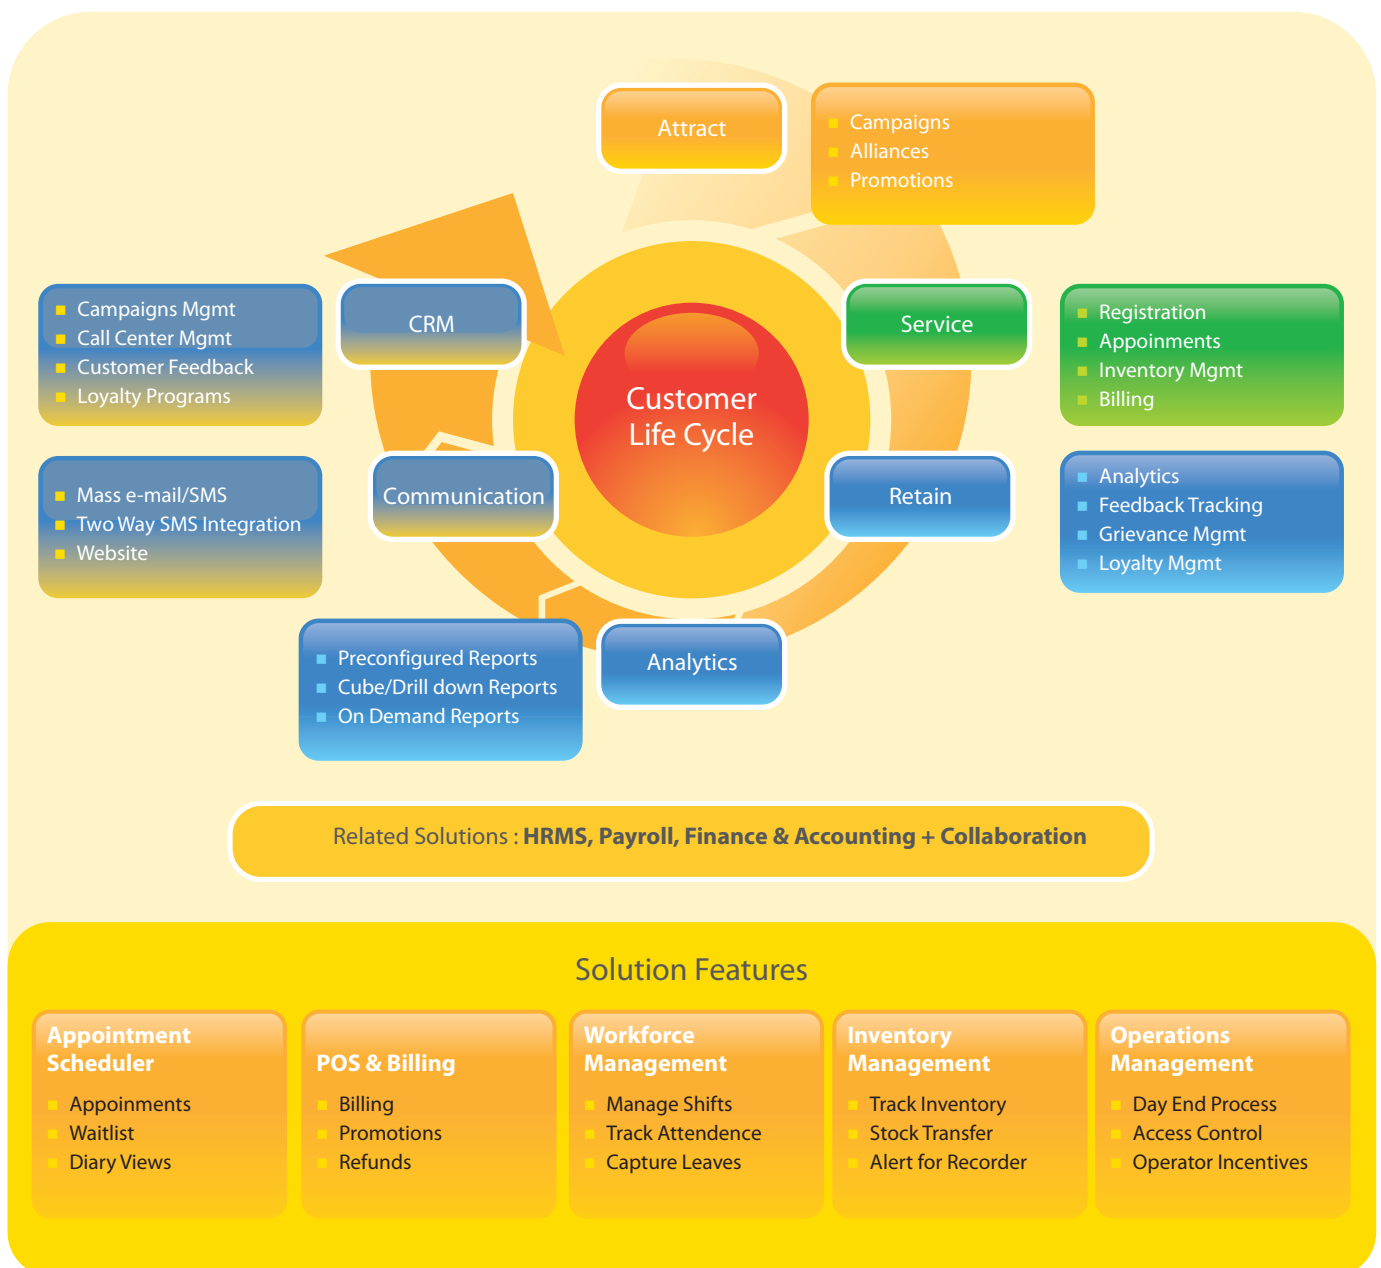 Attract
Campaigns
Alliances
Promotions
Campaigns Mgmt
Call Center Mgmt
Customer Feedback
Loyalty Programs
CRM
Service
Registration
Appoinments
Inventory Mgmt
Billing
Customer
Life Cycle
Mass e-mail/SMS
Two Way SMS Integration
Website
Communication
Retain
Analytics
Feedback Tracking
Grievance Mgmt
Loyalty Mgmt
Preconfigured Reports
Cube/Drill down Reports
On Demand Reports
Analytics
Related Solutions : HRMS, Payroll, Finance & Accounting + Collaboration
Solution Features
Appointment
Scheduler
Appoinments
Waitlist
Diary Views
POS & Billing
Billing
Promotions
Refunds
Workforce
Management
Manage Shifts
Track Attendence
Capture Leaves
Inventory
Management
Track Inventory
Stock Transfer
Alert for Recorder
Operations
Management
Day End Process
Access Control
Operator Incentives